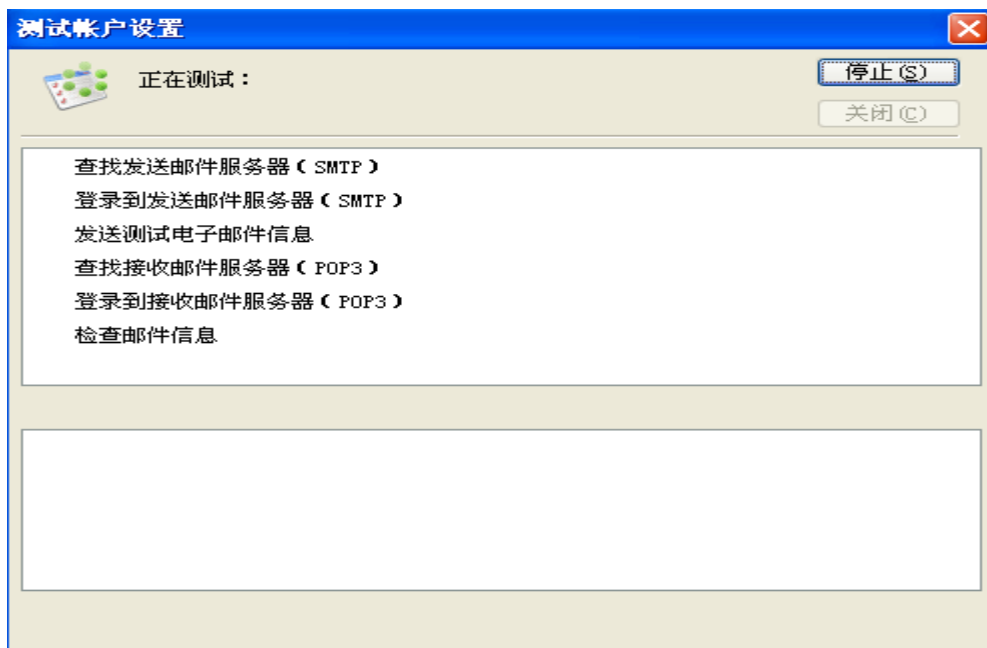 测试帐户设置
正在测试：
停止(S)
关闭(C)
查找发送邮件服务器(SMTP)
登录到发送邮件服务器(SMTP)
发送测试电子邮件信息
查找接收邮件服务器(POP3)
登录到接收邮件服务器(POP3)
检查邮件信息